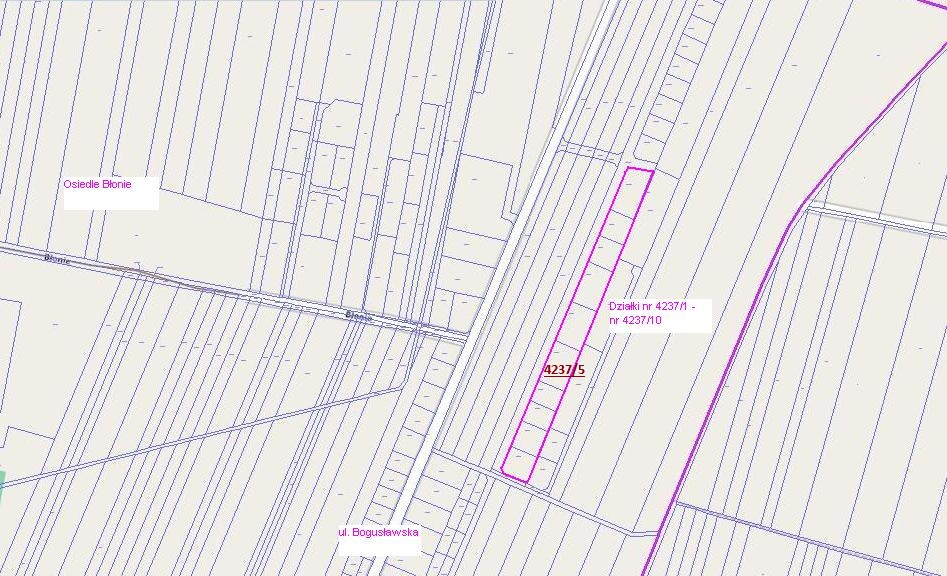 Osiedle Błonie
Błonie
Błonie
Działki nr 4237/1 -
nr 4237/10
4237/5
ul. Bogusławska